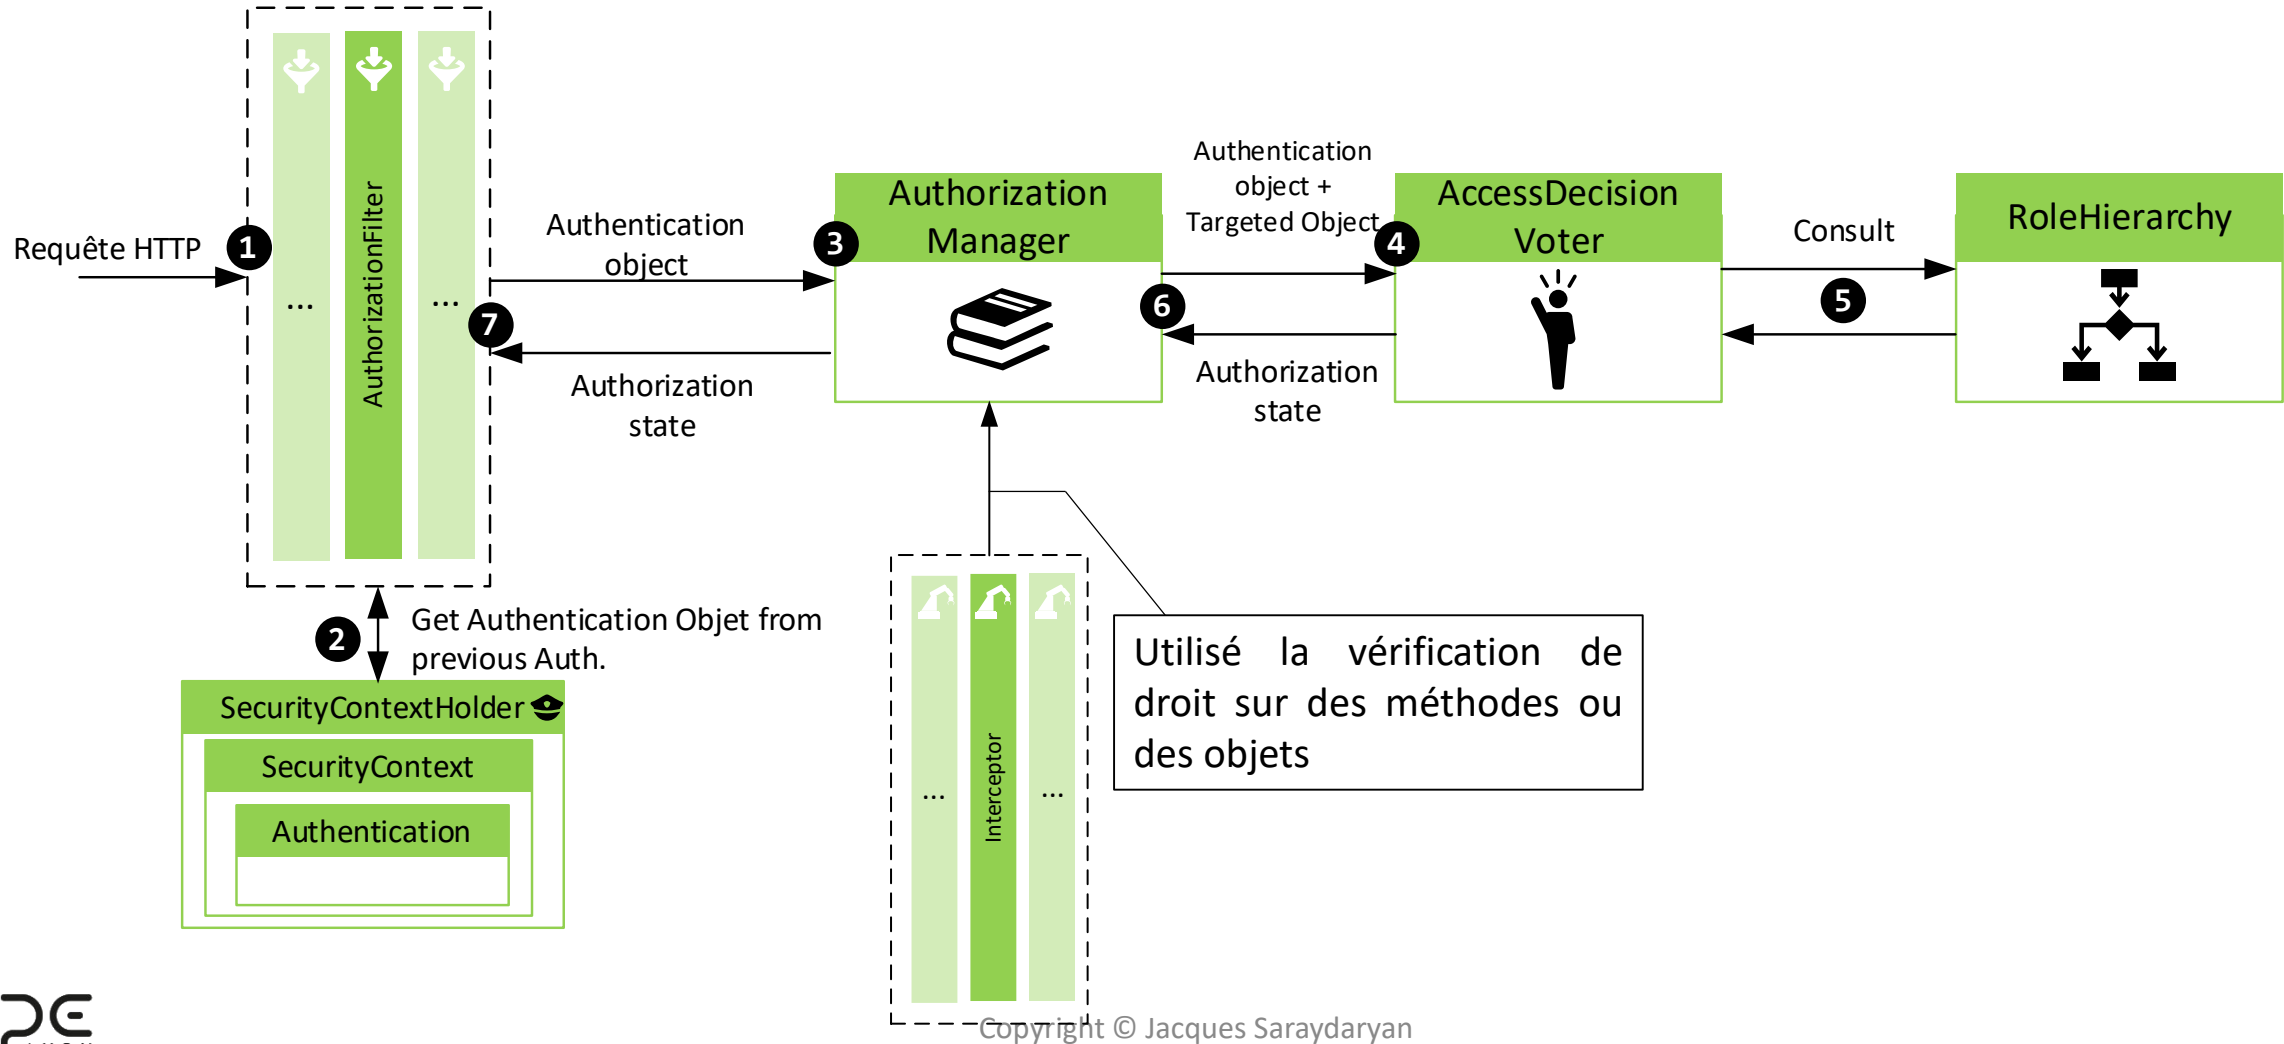 Requête HTTP
1
...
AuthorizationFilter
...
7
Authentication
object
Authorization
state
3
Authorization
Manager
Authentication
object +
Targeted Object
6
Authorization
state
4
AccessDecision
Voter
Consult
5
RoleHierarchy
2
Get Authentication Objet from
previous Auth.
SecurityContextHolder
SecurityContext
Authentication
...
Interceptor
...
Utilisé la vérification de
droit sur des méthodes ou
des objets
Copyright © Jacques Saraydaryan